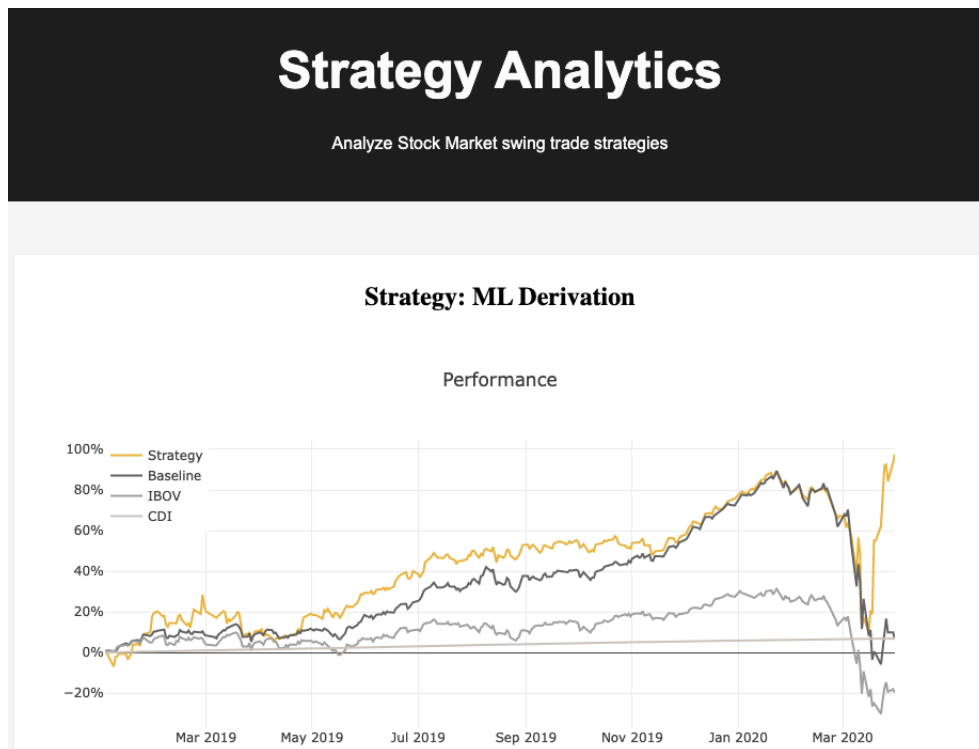 Strategy Analytics
Analyze Stock Market swing trade strategies
Strategy: ML Derivation
Performance
100%
80%
60%
40%
20%
0%
−20%
Strategy
Baseline
IBOV
CDI
Mar 2019
May 2019
Jul 2019
Sep 2019
Nov 2019
Jan 2020
Mar 2020